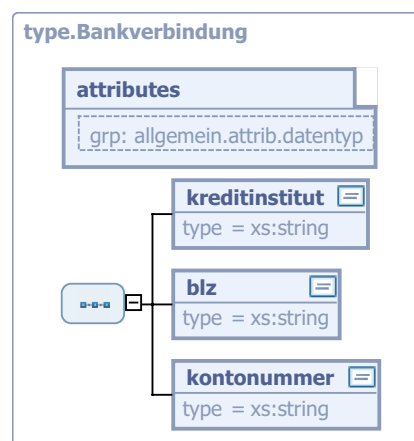 type.Bankverbindung
attributes
grp: allgemein.attrib.datentyp
kreditinstitut
type = xs:string
blz
type = xs:string
kontonummer
type = xs:string